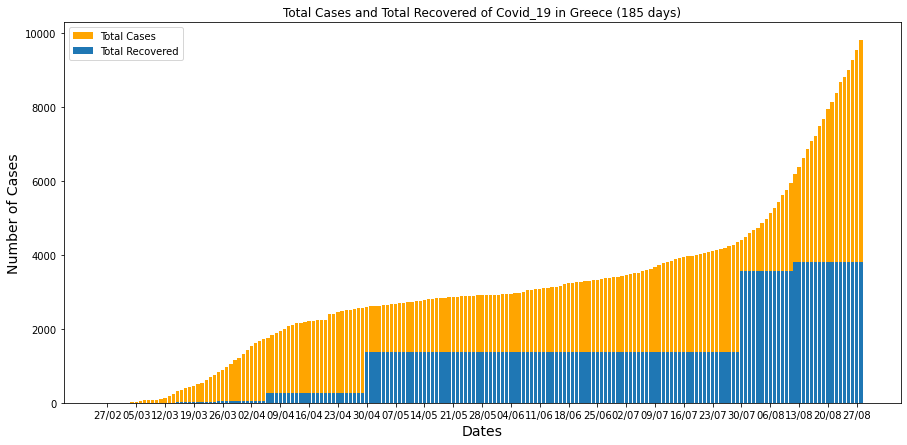 Total Cases and Total Recovered of Covid_19 in Greece (185 days)
Total Cases
Total Recovered
Number of Cases
10000
8000
6000
4000
2000
0
27/02 05/03 12/03 19/03 26/03 02/04 09/04 16/04 23/04 30/04 07/05 14/05 21/05 28/05 04/06 11/06 18/06 25/06 02/07 09/07 16/07 23/07 30/07 06/08 13/08 20/08 27/08
Dates